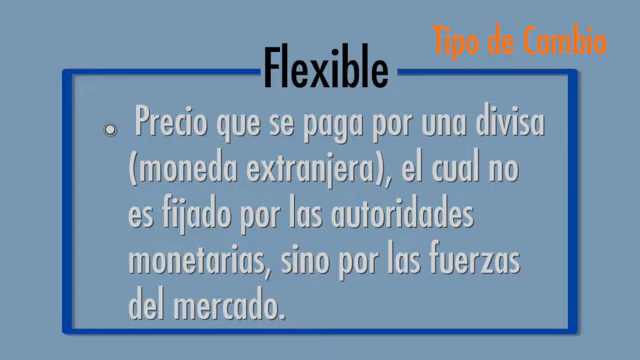 Tipo de Cambio
Flexible
Precio que se paga por una divisa
(moneda extranjera), el cual no
es fijado por las autoridades
monetarias, sino por las fuerzas
del mercado.